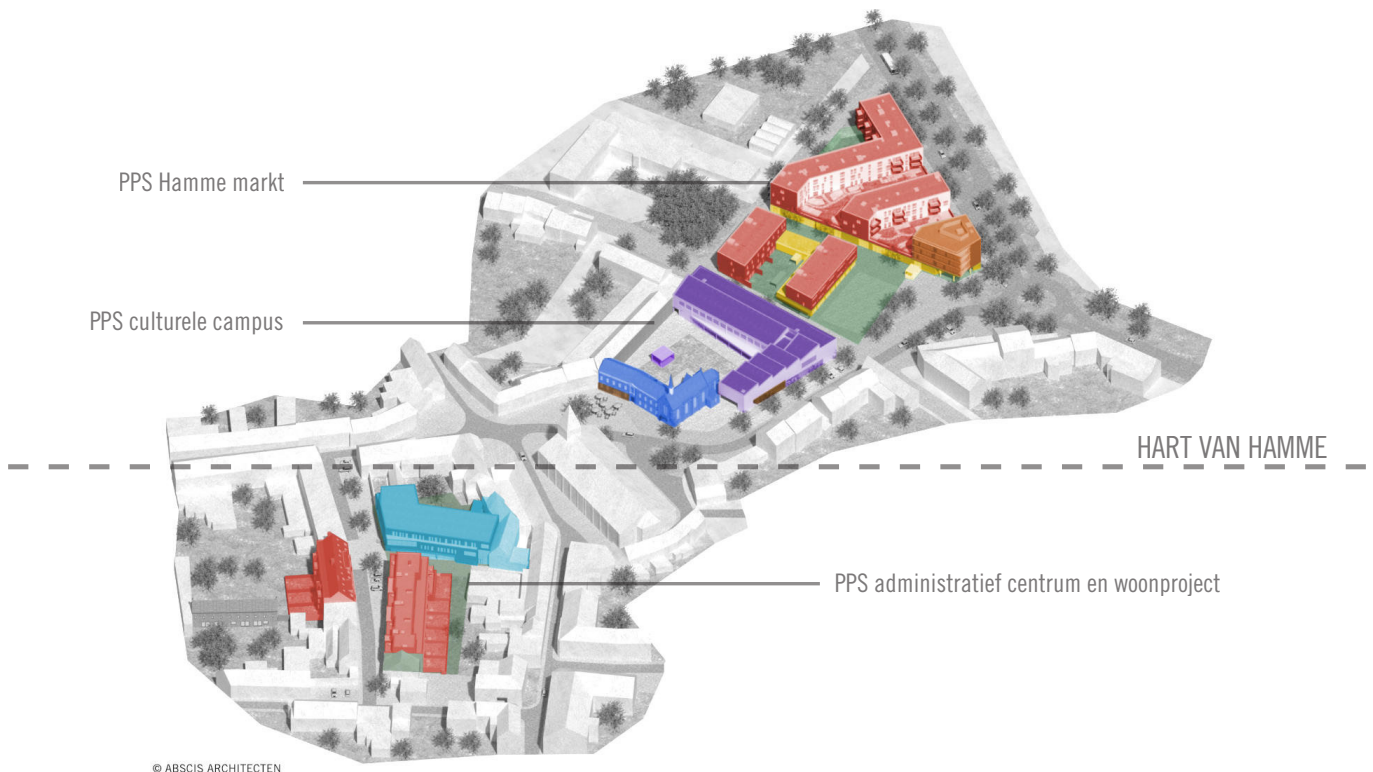 PPS Hamme markt
PPS culturele campus
HART VAN HAMME
PPS administratief centrum en woonproject
© ABSCIS ARCHITECTEN